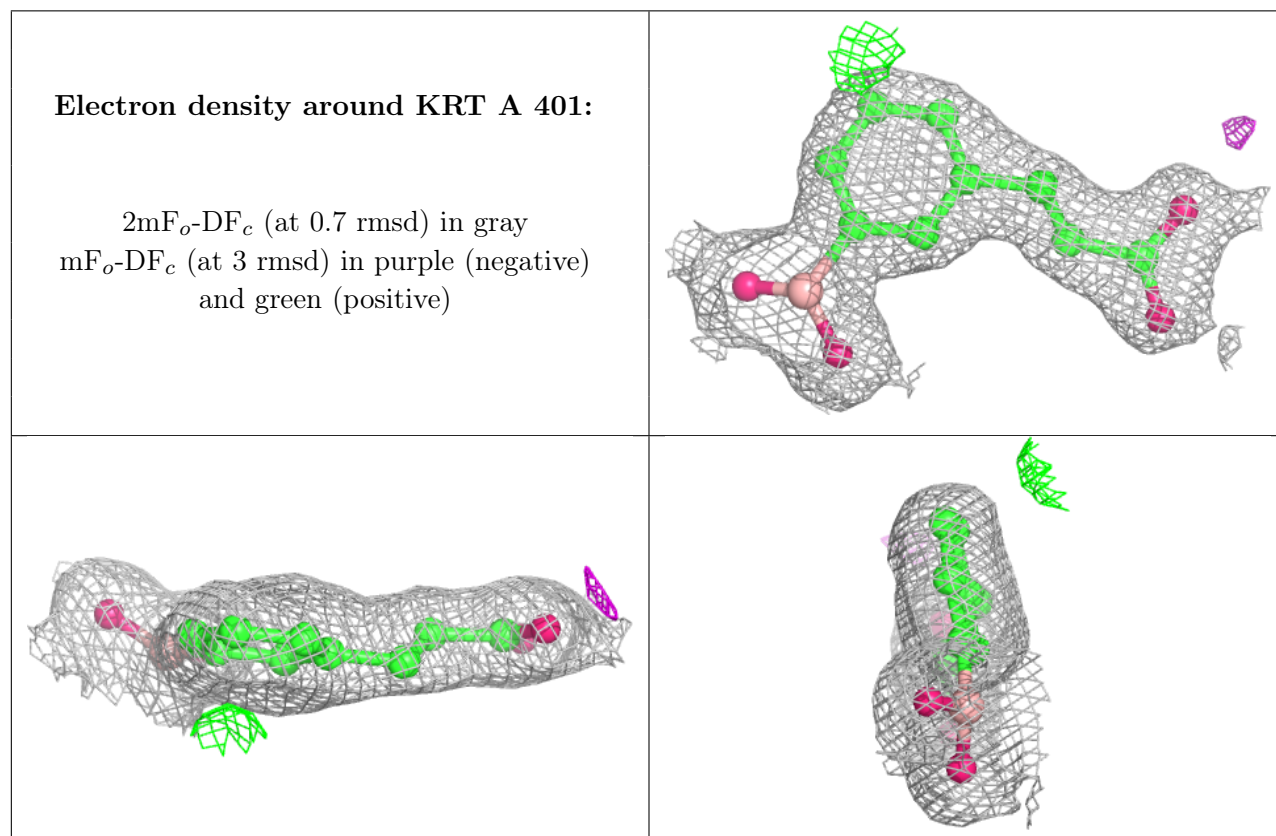 Electron density around KRT A 401:
2mFo-DFc (at 0.7 rmsd) in gray
mFo-DFc (at 3 rmsd) in purple (negative)
and green (positive)